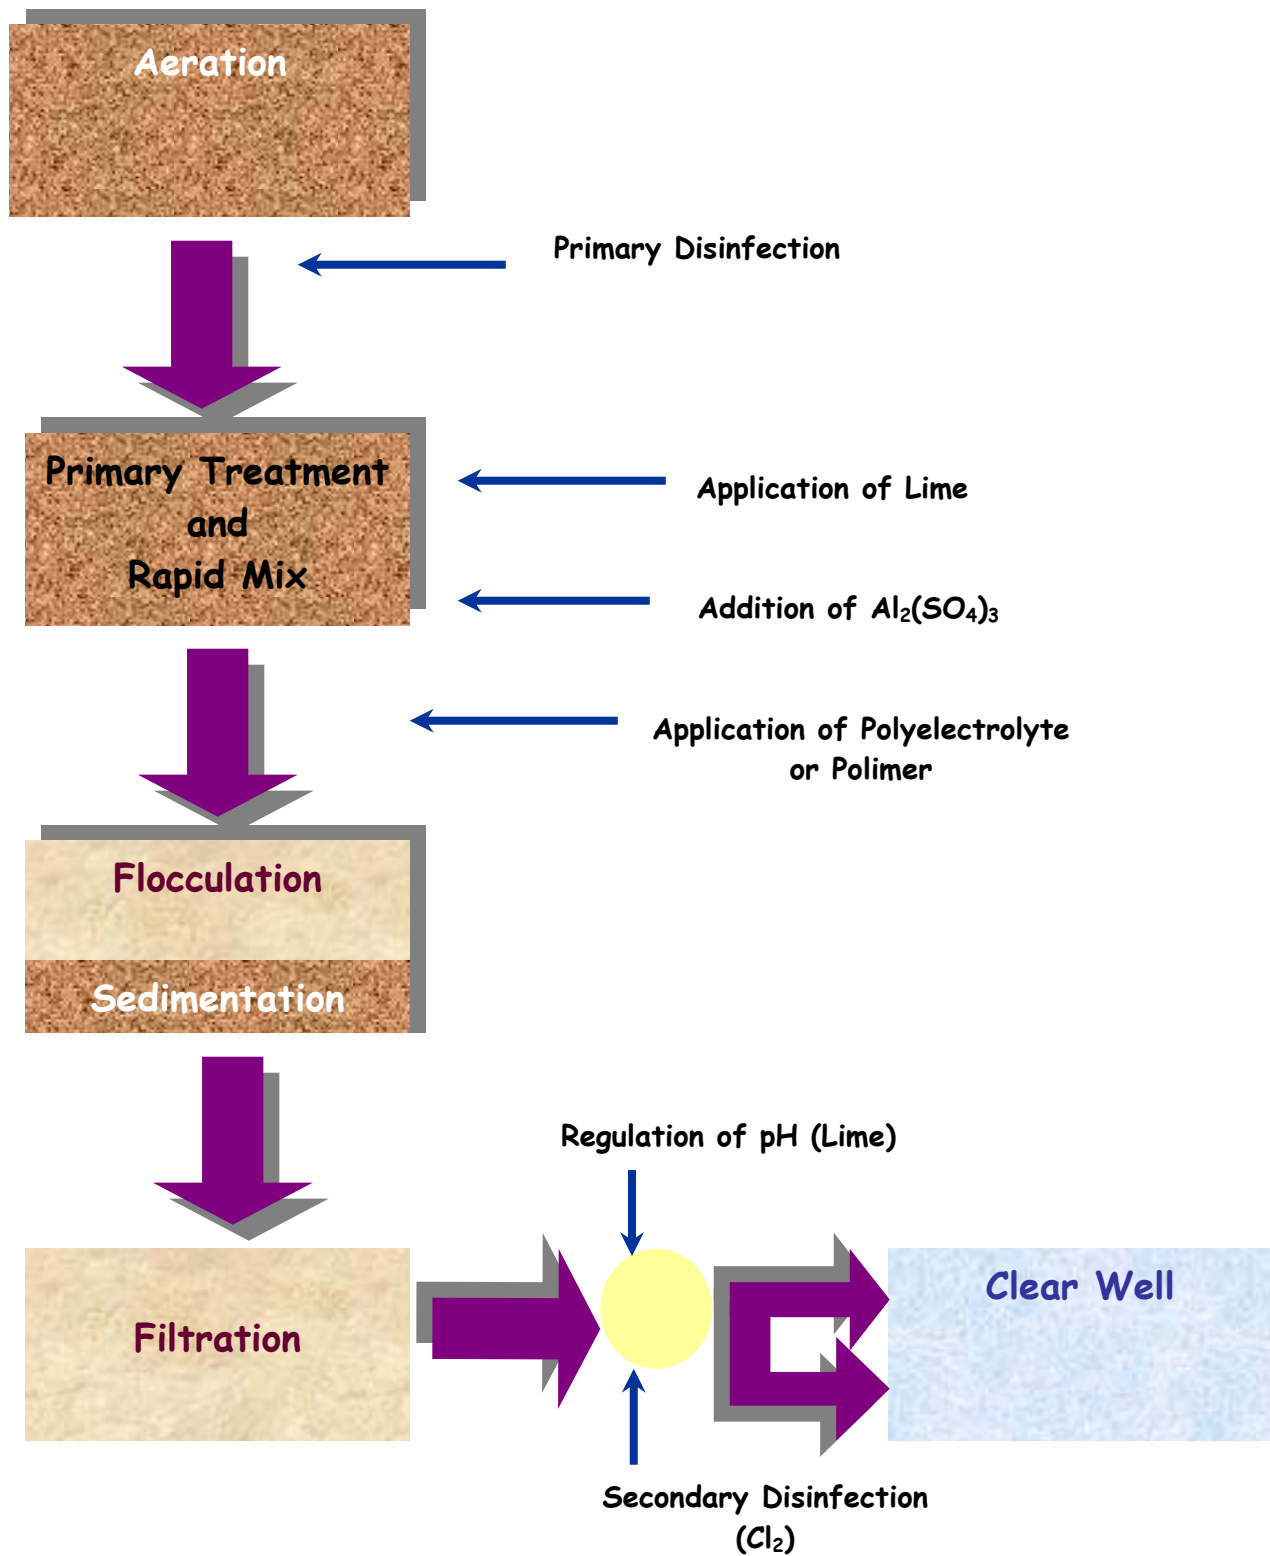 Aeration
Primary Disinfection
Primary Treatment
and
Rapid Mix
Application of Lime
Addition of Al₂(SO₄)₃
Application of Polyelectrolyte
or Polimer
Flocculation
Sedimentation
Regulation of pH (Lime)
Filtration
Clear Well
Secondary Disinfection
(Cl₂)